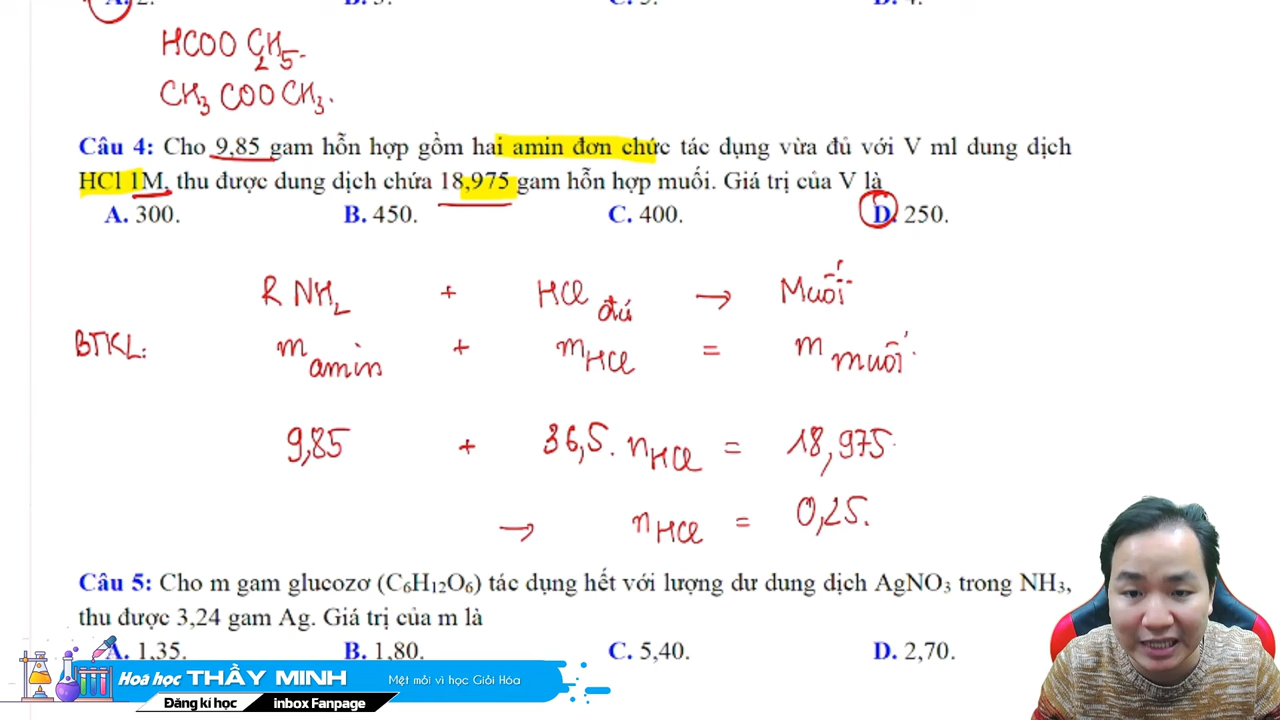 A. 2. B. 3. C. 5. D. 4.
HCOO C2H5.
CH3 COO CH3.
Câu 4: Cho 9,85 gam hỗn hợp gồm hai amin đơn chức tác dụng vừa đủ với V ml dung dịch
HCl 1M, thu được dung dịch chứa 18,975 gam hỗn hợp muối. Giá trị của V là
A. 300. B. 450. C. 400. D. 250.
R NH2 + HCl đủ → Muối
BTKL: m amin + m HCl = m muối.
9,85 + 36,5. nHCl = 18,975
→ nHCl = 0,25.
Câu 5: Cho m gam glucozơ (C6H12O6) tác dụng hết với lượng dư dung dịch AgNO3 trong NH3,
thu được 3,24 gam Ag. Giá trị của m là
A. 1,35. B. 1,80. C. 5,40. D. 2,70.
Hoá học THẦY MINH
Mệt mỏi vì học Giỏi Hóa
Đăng kí học inbox Fanpage